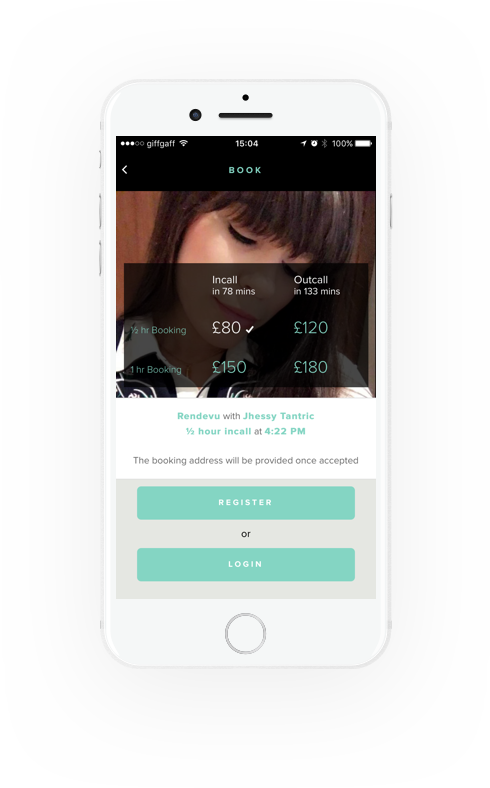 giffgaff 15:04 100%
BOOK
Incall Outcall
in 78 mins in 133 mins
½ hr Booking £80 £120
1 hr Booking £150 £180
Rendevu with Jhessy Tantric
½ hour incall at 4:22 PM
The booking address will be provided once accepted
REGISTER
or
LOGIN